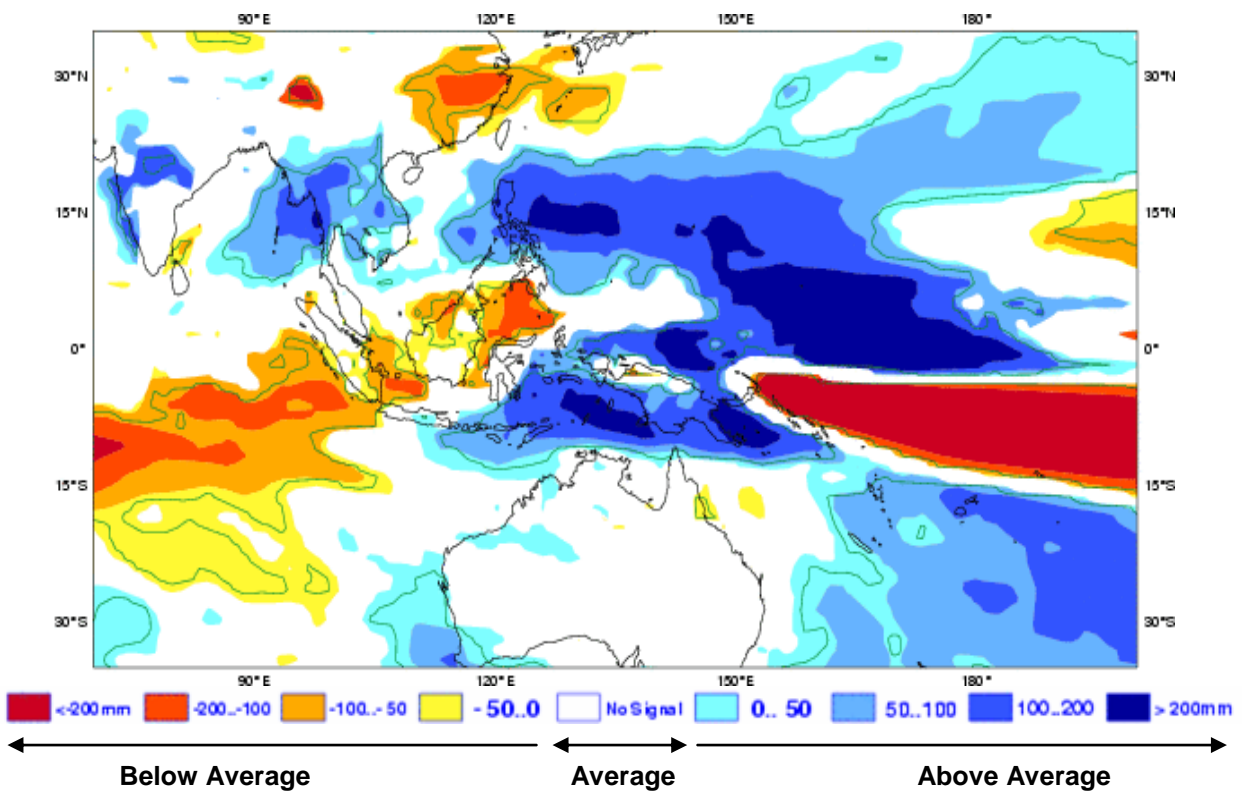 90°E 120°E 150°E 180°
30°N 30°N
15°N 15°N
0° 0°
15°S 15°S
30°S 30°S
90°E 120°E 150°E 180°
<-200mm -200..-100 -100..-50 -50..0 No Signal 0..50 50..100 100..200 >200mm
Below Average Average Above Average